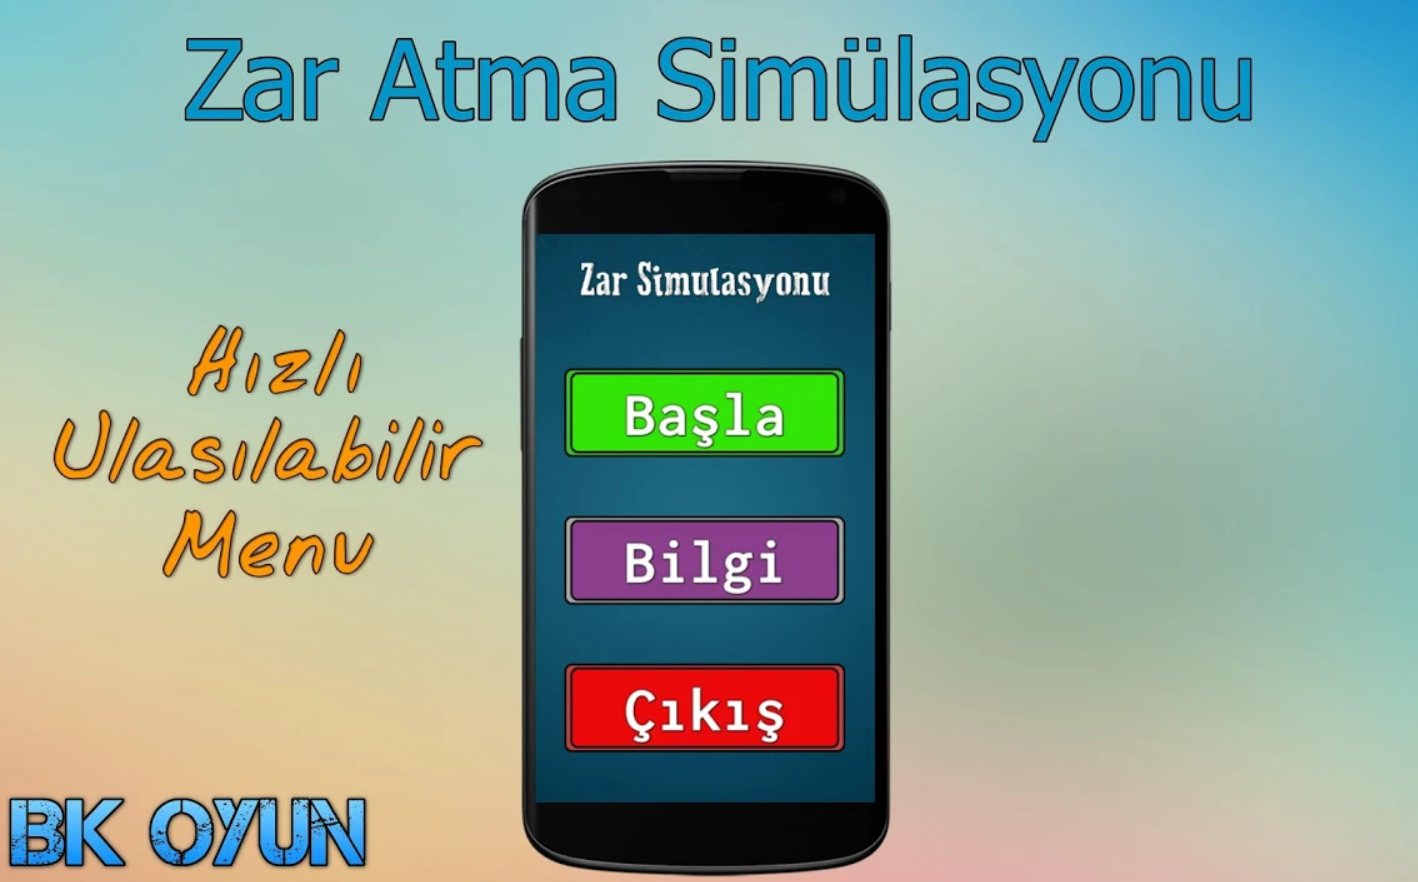 Zar Atma Simülasyonu
Zar Simulasyonu
Hızlı
Ulasılabilir
Menu
Başla
Bilgi
Çıkış
BK OYUN